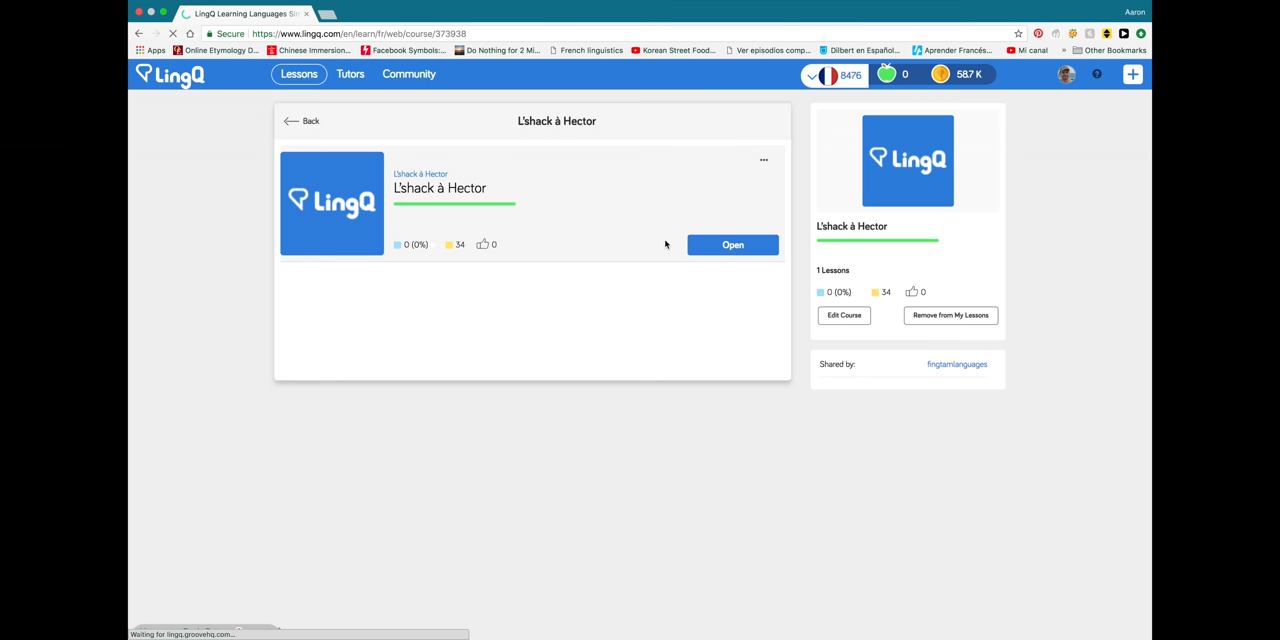 LingQ Learning Languages Sim
Aaron
Secure https://www.lingq.com/en/learn/fr/web/course/373938
Apps Online Etymology D... Chinese Immersion... Facebook Symbols:... Do Nothing for 2 Mi... French linguistics Korean Street Food... Ver episodios comp... Dilbert en Español... Aprender Francés... Mi canal » Other Bookmarks
LingQ Lessons Tutors Community 8476 0 58.7 K ? +
Back L'shack à Hector
LingQ
L'shack à Hector
L'shack à Hector
...
0 (0%) 34 0 Open
LingQ
L'shack à Hector
1 Lessons
0 (0%) 34 0
Edit Course Remove from My Lessons
Shared by: fingtamlanguages
Waiting for lingq.groovehq.com...